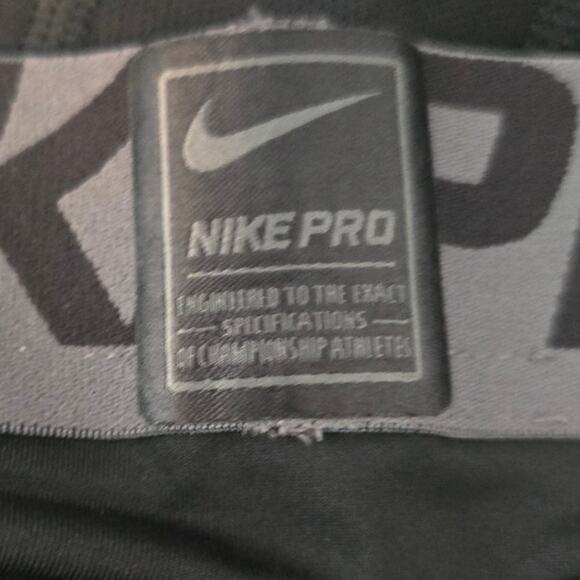 NIKE PRO
ENGINEERED TO THE EXACT
SPECIFICATIONS
OF CHAMPIONSHIP ATHLETES